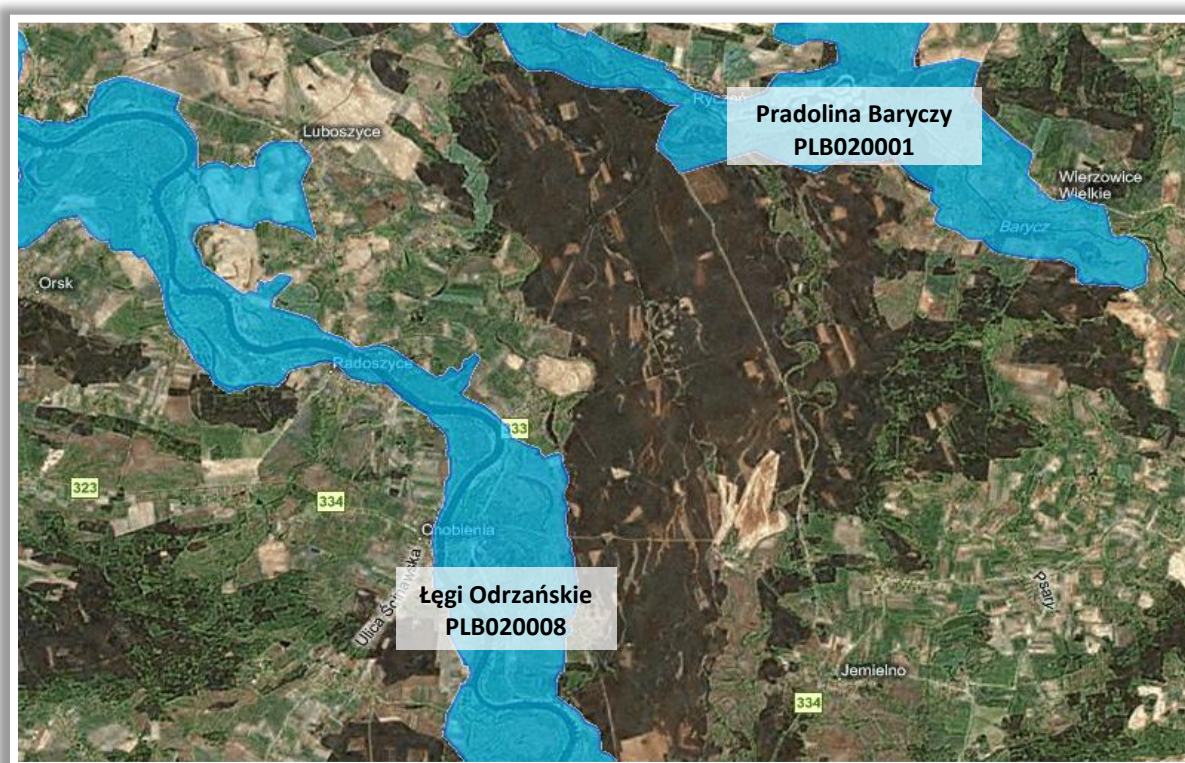 Ryczeń
Pradolina Baryczy
PLB020001
Luboszyce
Wierzowice
Wielkie
Barycz
Orsk
Radoszyce
333
323
334
Chobienia
Ulica Ścinawska
Łęgi Odrzańskie
PLB020008
Psary
Jemielno
334